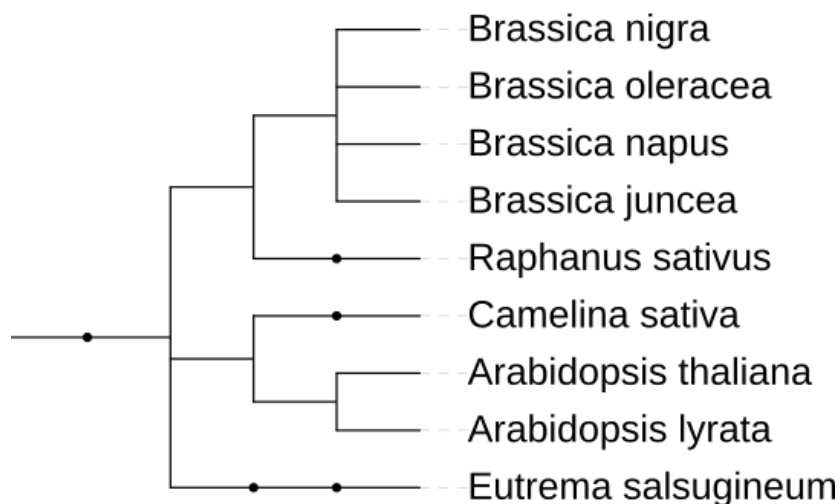 Brassica nigra
Brassica oleracea
Brassica napus
Brassica juncea
Raphanus sativus
Camelina sativa
Arabidopsis thaliana
Arabidopsis lyrata
Eutrema salsugineum